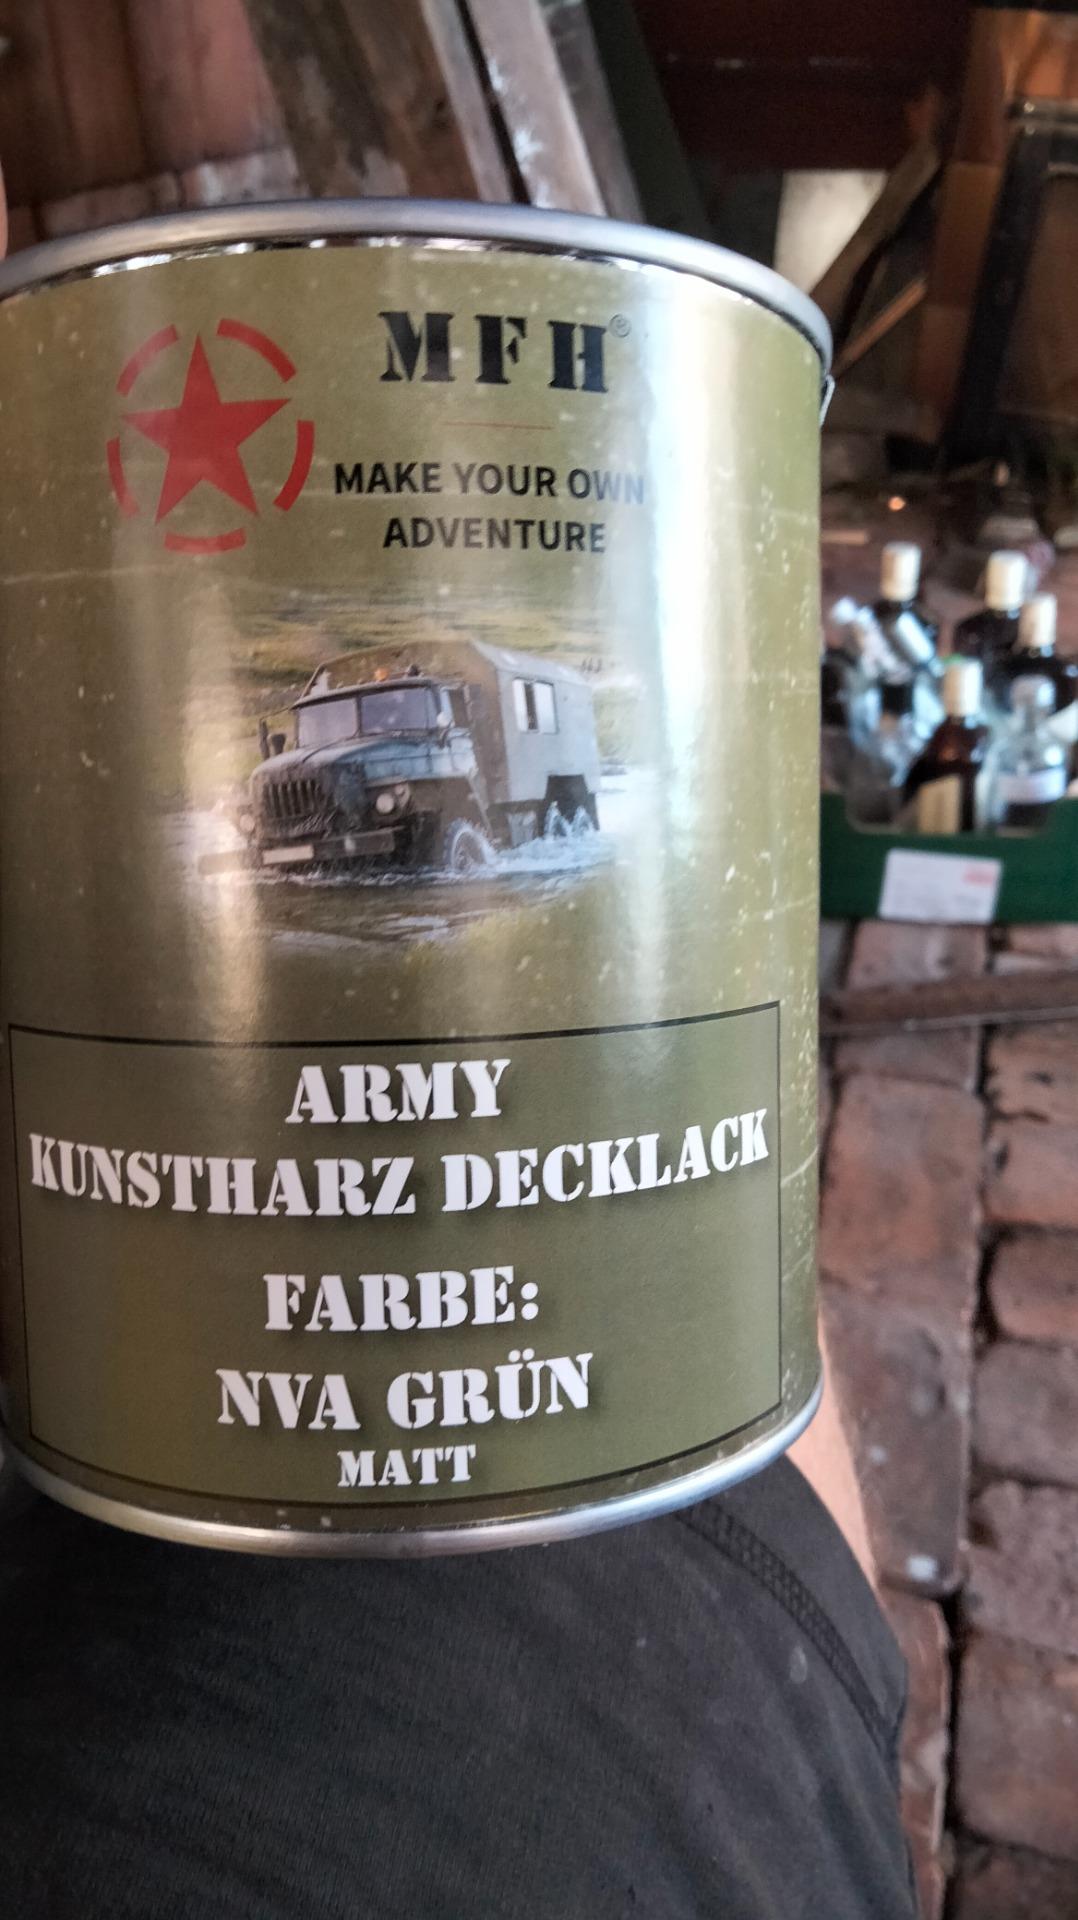 MFH®
MAKE YOUR OWN
ADVENTURE
ARMY
KUNSTHARZ DECKLACK
FARBE:
NVA GRÜN
MATT